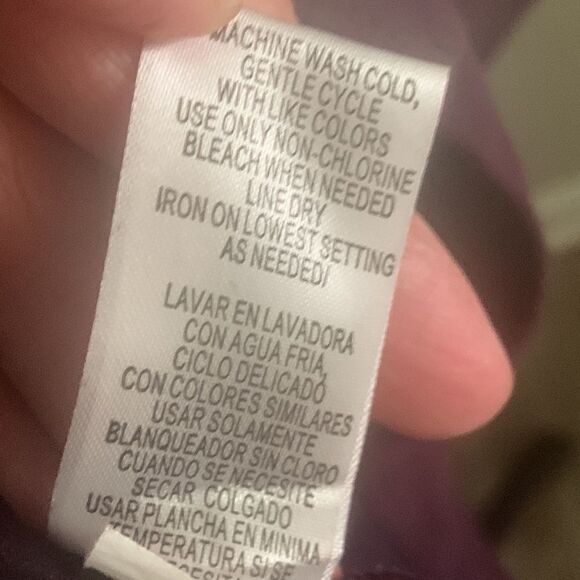 MACHINE WASH COLD,
GENTLE CYCLE
WITH LIKE COLORS
USE ONLY NON-CHLORINE
BLEACH WHEN NEEDED
LINE DRY
IRON ON LOWEST SETTING
AS NEEDED/
LAVAR EN LAVADORA
CON AGUA FRIA,
CICLO DELICADO
CON COLORES SIMILARES
USAR SOLAMENTE
BLANQUEADOR SIN CLORO
CUANDO SE NECESITE
SECAR COLGADO
USAR PLANCHA EN MINIMA
TEMPERATURA SI SE